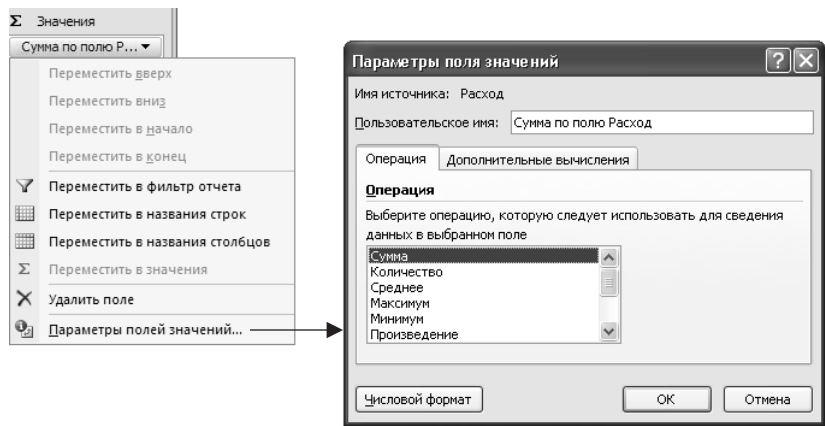 Σ Значения
Сумма по полю Р... ▼
Переместить вверх
Переместить вниз
Переместить в начало
Переместить в конец
Переместить в фильтр отчета
Переместить в названия строк
Переместить в названия столбцов
Σ Переместить в значения
Удалить поле
Параметры полей значений...
Параметры поля значений
Имя источника: Расход
Пользовательское имя: Сумма по полю Расход
Операция Дополнительные вычисления
Операция
Выберите операцию, которую следует использовать для сведения
данных в выбранном поле
Сумма
Количество
Среднее
Максимум
Минимум
Произведение
Числовой формат ОК Отмена